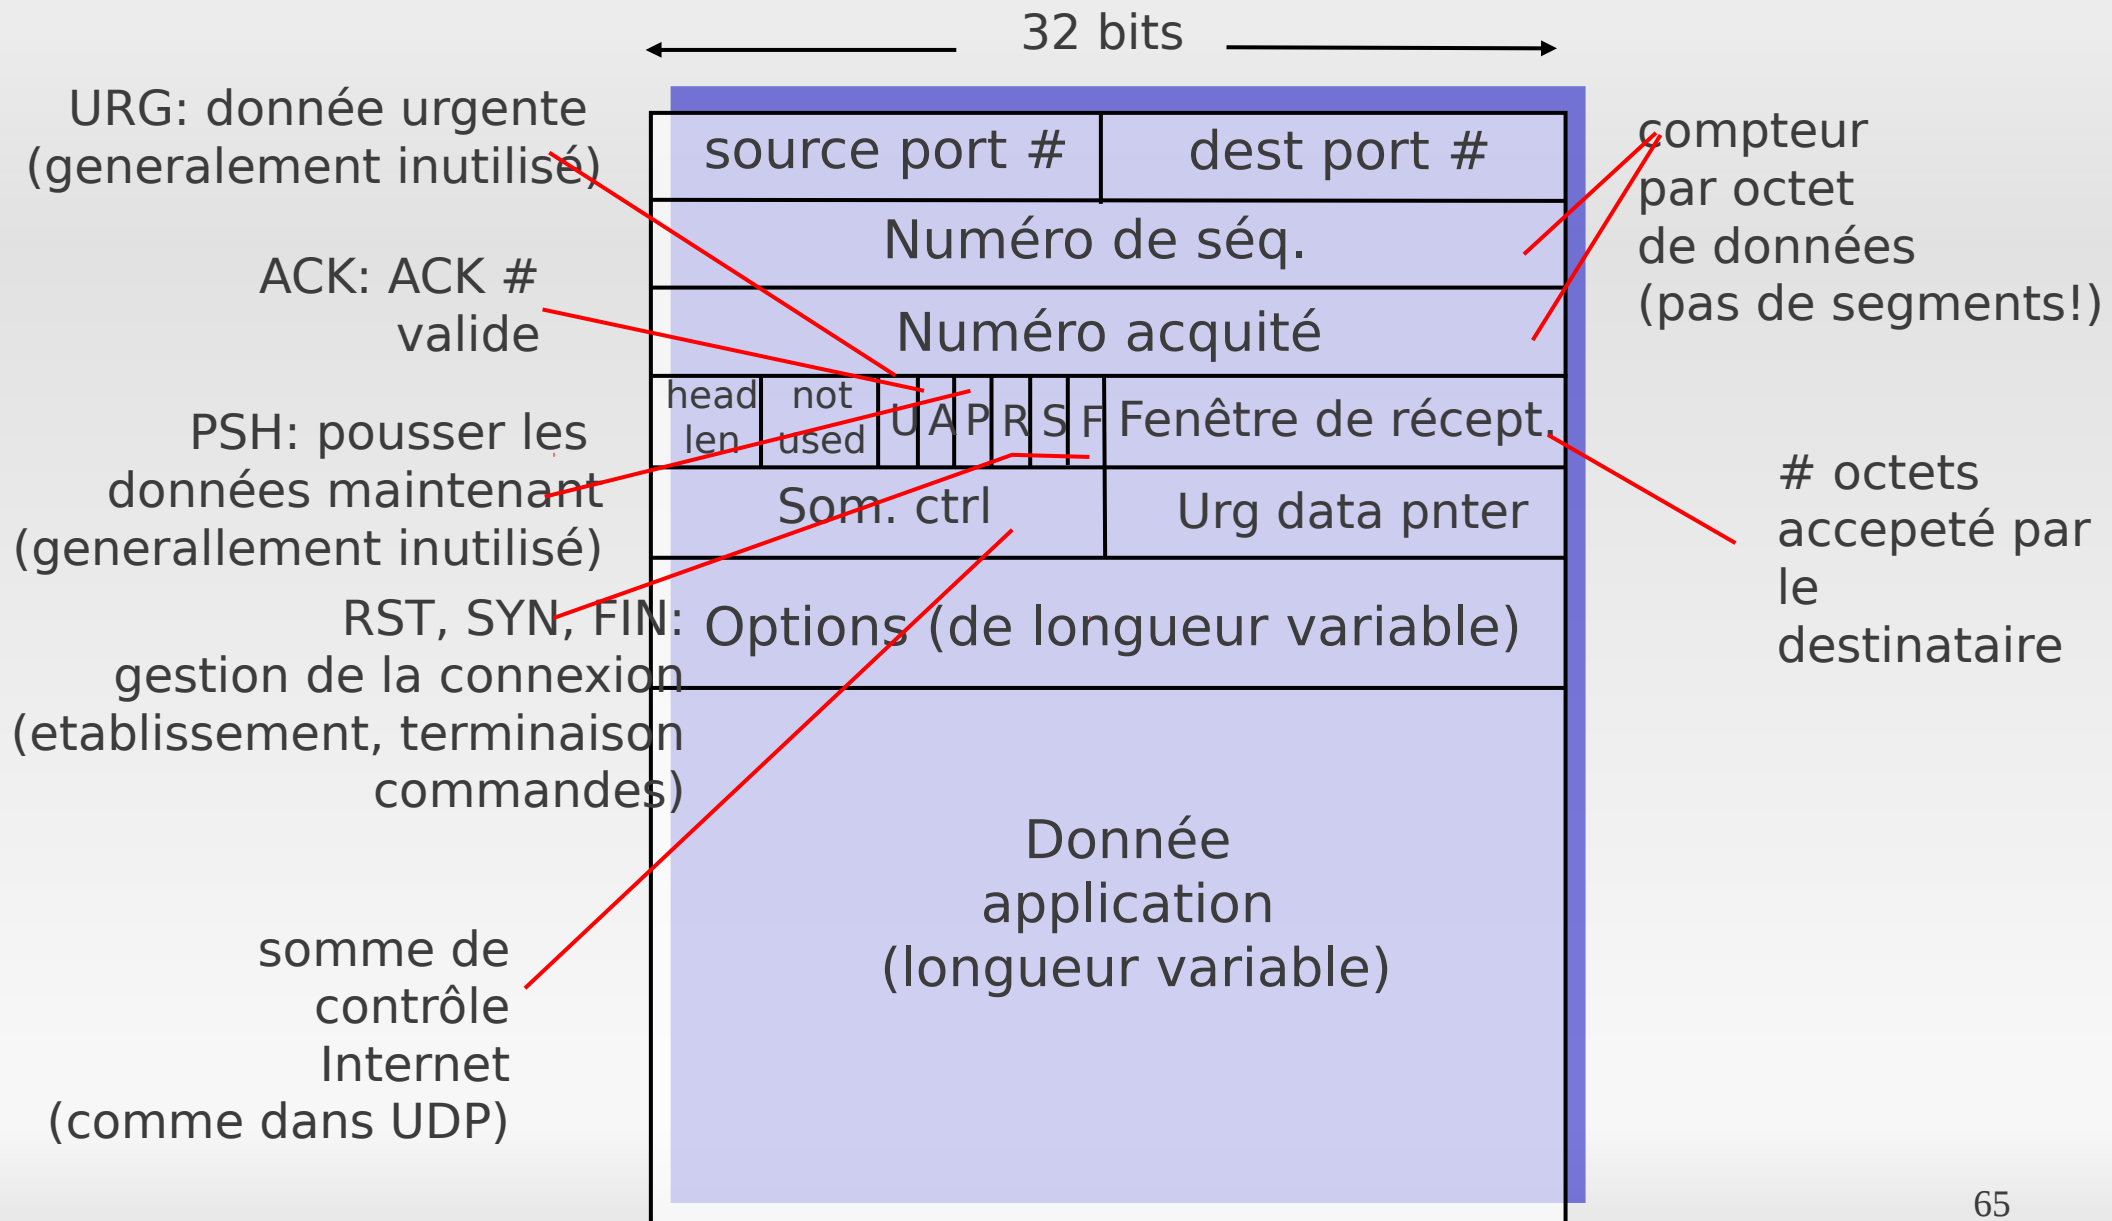 32 bits
URG: donnée urgente
(generalement inutilisé)
ACK: ACK #
valide
PSH: pousser les
données maintenant
(generallement inutilisé)
RST, SYN, FIN:
gestion de la connexion
(etablissement, terminaison
commandes)
somme de
contrôle
Internet
(comme dans UDP)
source port #
dest port #
Numéro de séq.
Numéro acquité
head
len
not
used
U
A
P
R
S
F
Fenêtre de récept.
Som. ctrl
Urg data pnter
Options (de longueur variable)
Donnée
application
(longueur variable)
compteur
par octet
de données
(pas de segments!)
# octets
accepeté par
le
destinataire
65